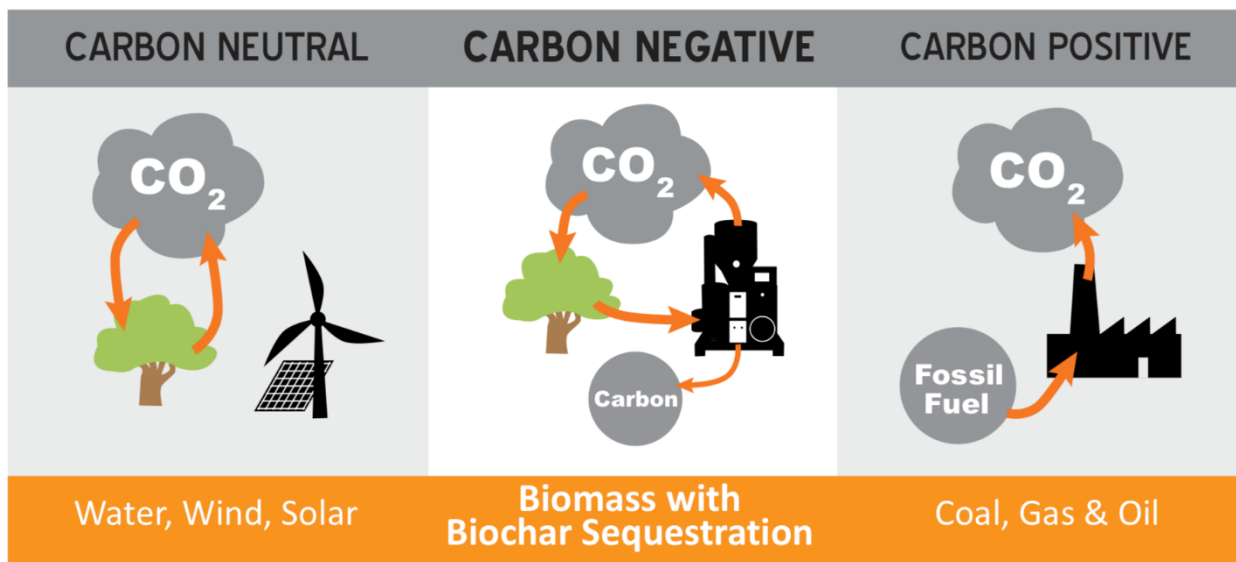 CARBON NEUTRAL
CO₂
Water, Wind, Solar
CARBON NEGATIVE
CO₂
Carbon
Biomass with
Biochar Sequestration
CARBON POSITIVE
CO₂
Fossil
Fuel
Coal, Gas & Oil